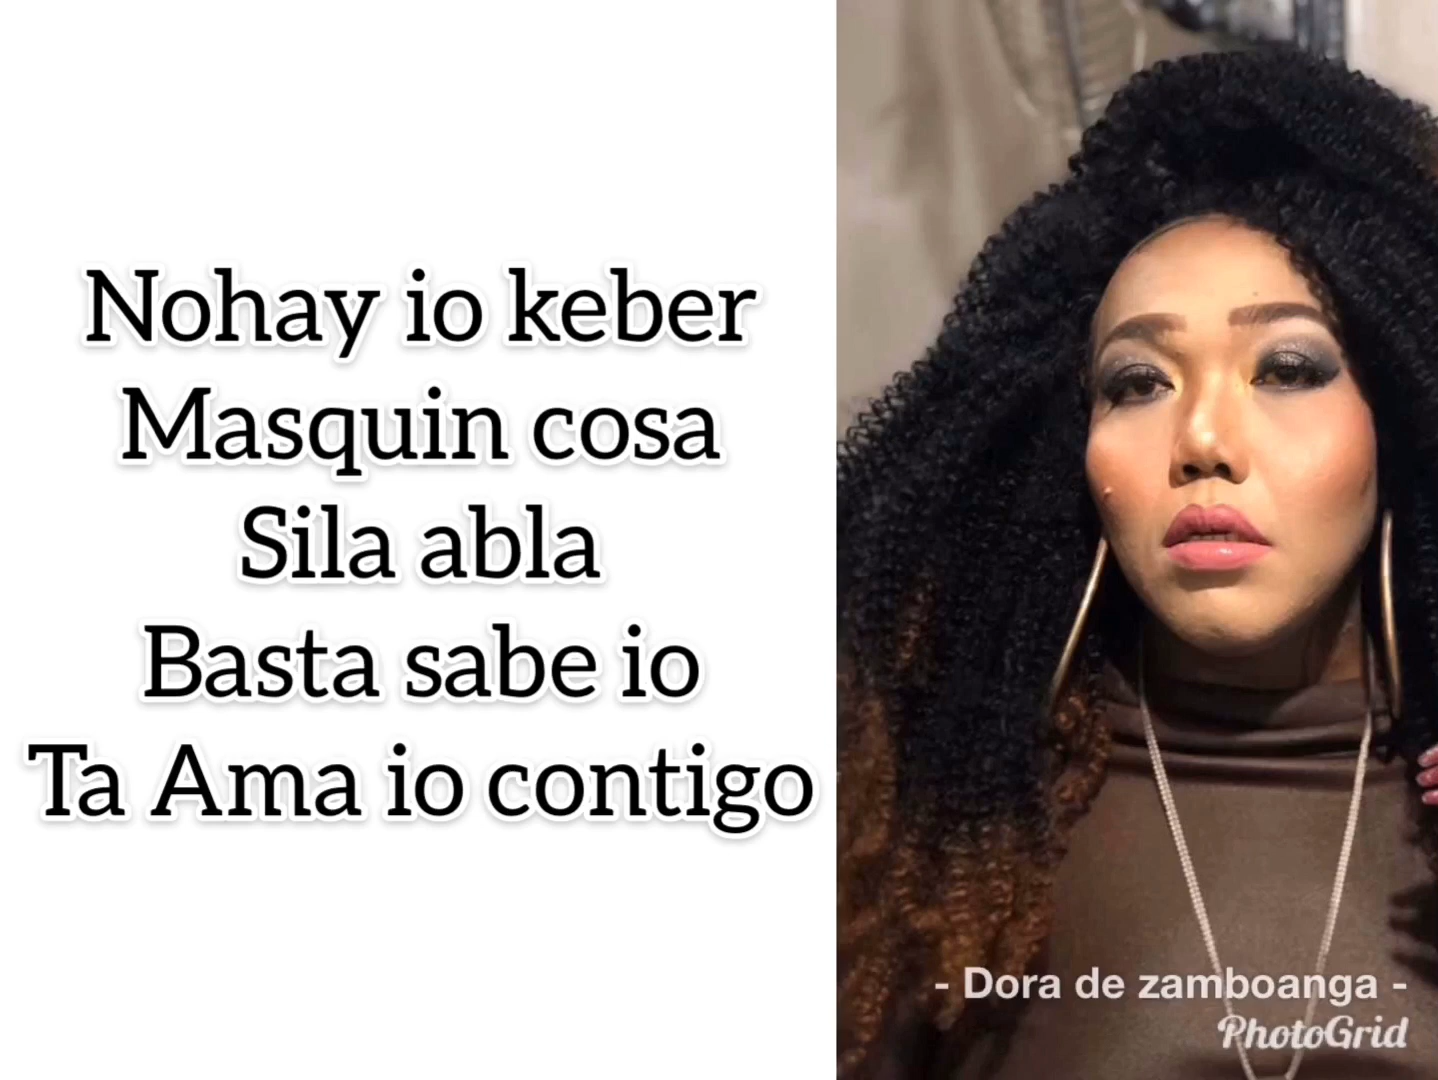 Nohay io keber
Masquin cosa
Sila abla
Basta sabe io
Ta Ama io contigo
- Dora de zamboanga -
PhotoGrid